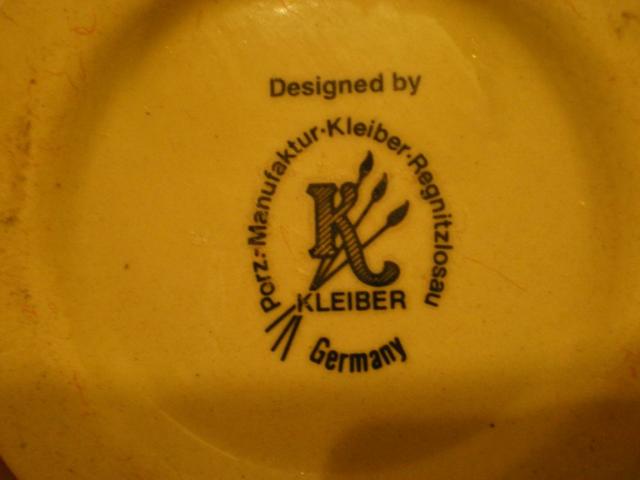 Designed by
Porz.-Manufaktur·Kleiber·Regnitzlosau
K
KLEIBER
Germany